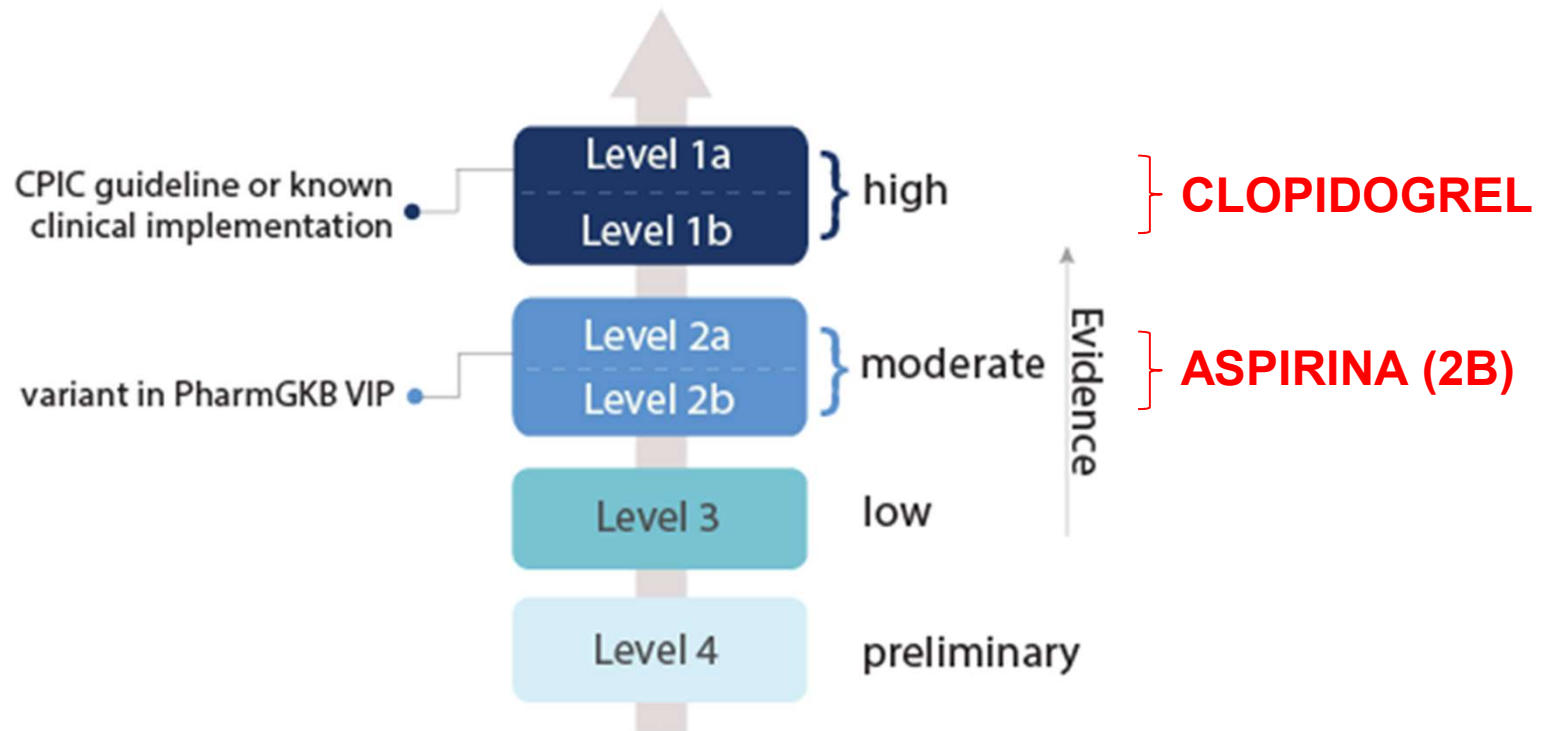 CPIC guideline or known
clinical implementation
Level 1a
Level 1b
high
CLOPIDOGREL
variant in PharmGKB VIP
Level 2a
Level 2b
moderate
Evidence
ASPIRINA (2B)
Level 3
low
Level 4
preliminary